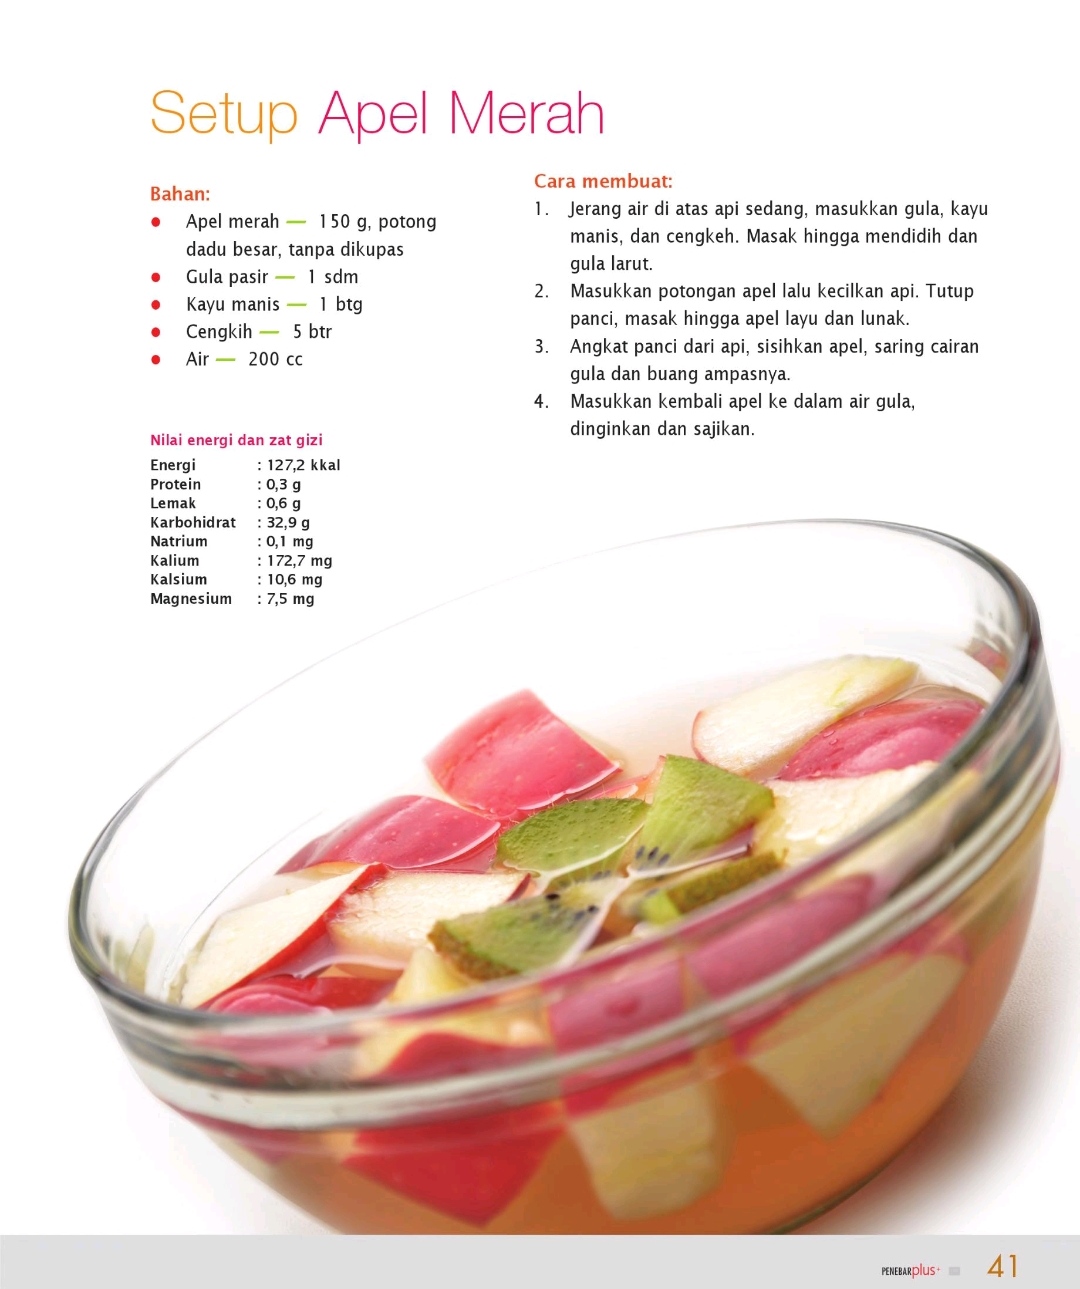 Setup Apel Merah
Bahan:
● Apel merah — 150 g, potong
dadu besar, tanpa dikupas
● Gula pasir — 1 sdm
● Kayu manis — 1 btg
● Cengkih — 5 btr
● Air — 200 cc
Nilai energi dan zat gizi
Energi : 127,2 kkal
Protein : 0,3 g
Lemak : 0,6 g
Karbohidrat : 32,9 g
Natrium : 0,1 mg
Kalium : 172,7 mg
Kalsium : 10,6 mg
Magnesium : 7,5 mg
Cara membuat:
1. Jerang air di atas api sedang, masukkan gula, kayu
manis, dan cengkeh. Masak hingga mendidih dan
gula larut.
2. Masukkan potongan apel lalu kecilkan api. Tutup
panci, masak hingga apel layu dan lunak.
3. Angkat panci dari api, sisihkan apel, saring cairan
gula dan buang ampasnya.
4. Masukkan kembali apel ke dalam air gula,
dinginkan dan sajikan.
PENEBARplus+ 41